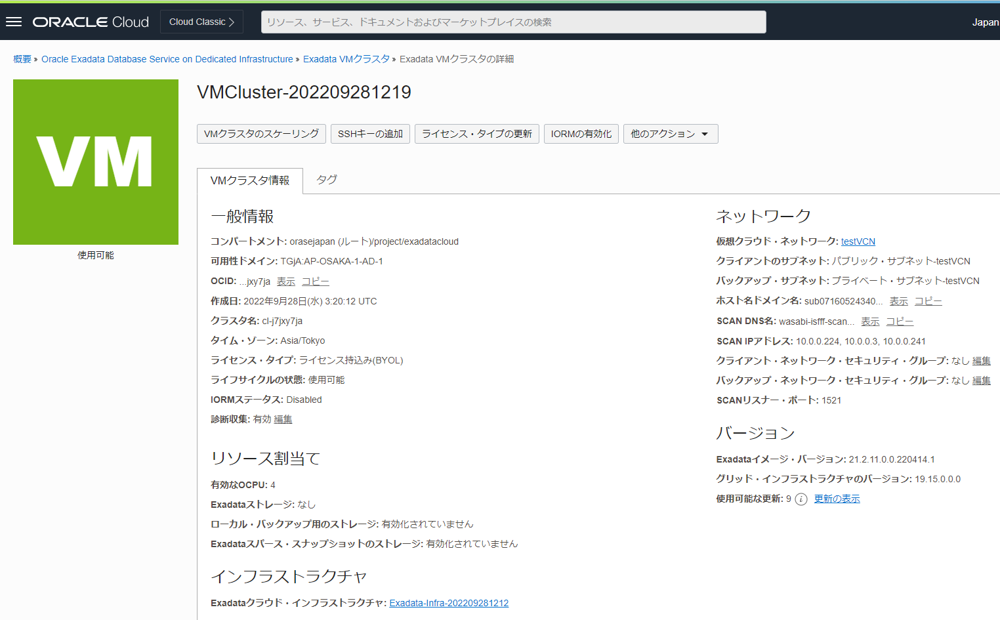 ORACLE Cloud
Cloud Classic
リソース、サービス、ドキュメントおよびマーケットプレイスの検索
Japan
概要 » Oracle Exadata Database Service on Dedicated Infrastructure » Exadata VMクラスタ » Exadata VMクラスタの詳細
VM
使用可能
VMCluster-202209281219
VMクラスタのスケーリング SSHキーの追加 ライセンス・タイプの更新 IORMの有効化 他のアクション
VMクラスタ情報 タグ
一般情報
コンパートメント: orasejapan (ルート)/project/exadatacloud
可用性ドメイン: TGjA:AP-OSAKA-1-AD-1
OCID: ...jxy7ja 表示 コピー
作成日: 2022年9月28日(水) 3:20:12 UTC
クラスタ名: cl-j7jxy7ja
タイム・ゾーン: Asia/Tokyo
ライセンス・タイプ: ライセンス持込み(BYOL)
ライフサイクルの状態: 使用可能
IORMステータス: Disabled
診断収集: 有効 編集
リソース割当て
有効なOCPU: 4
Exadataストレージ: なし
ローカル・バックアップ用のストレージ: 有効化されていません
Exadataスパース・スナップショットのストレージ: 有効化されていません
インフラストラクチャ
Exadataクラウド・インフラストラクチャ: Exadata-Infra-202209281212
ネットワーク
仮想クラウド・ネットワーク: testVCN
クライアントのサブネット: パブリック・サブネット-testVCN
バックアップ・サブネット: プライベート・サブネット-testVCN
ホスト名ドメイン名: sub07160524340... 表示 コピー
SCAN DNS名: wasabi-isfff-scan... 表示 コピー
SCAN IPアドレス: 10.0.0.224, 10.0.0.3, 10.0.0.241
クライアント・ネットワーク・セキュリティ・グループ: なし 編集
バックアップ・ネットワーク・セキュリティ・グループ: なし 編集
SCANリスナー・ポート: 1521
バージョン
Exadataイメージ・バージョン: 21.2.11.0.0.220414.1
グリッド・インフラストラクチャのバージョン: 19.15.0.0.0
使用可能な更新: 9 i 更新の表示